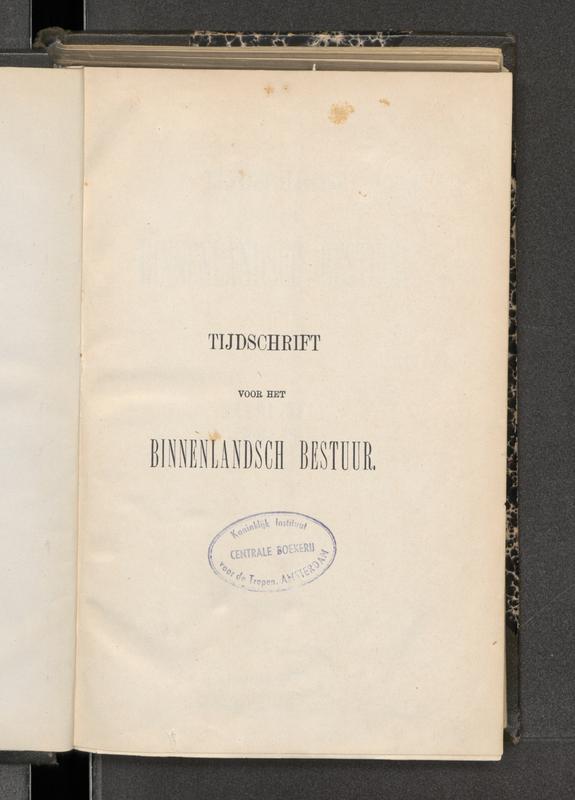 TIJDSCHRIFT
VOOR HET
BINNENLANDSCH BESTUUR.
Koninklijk Instituut
CENTRALE BOEKERIJ
voor de Tropen. AMSTERDAM